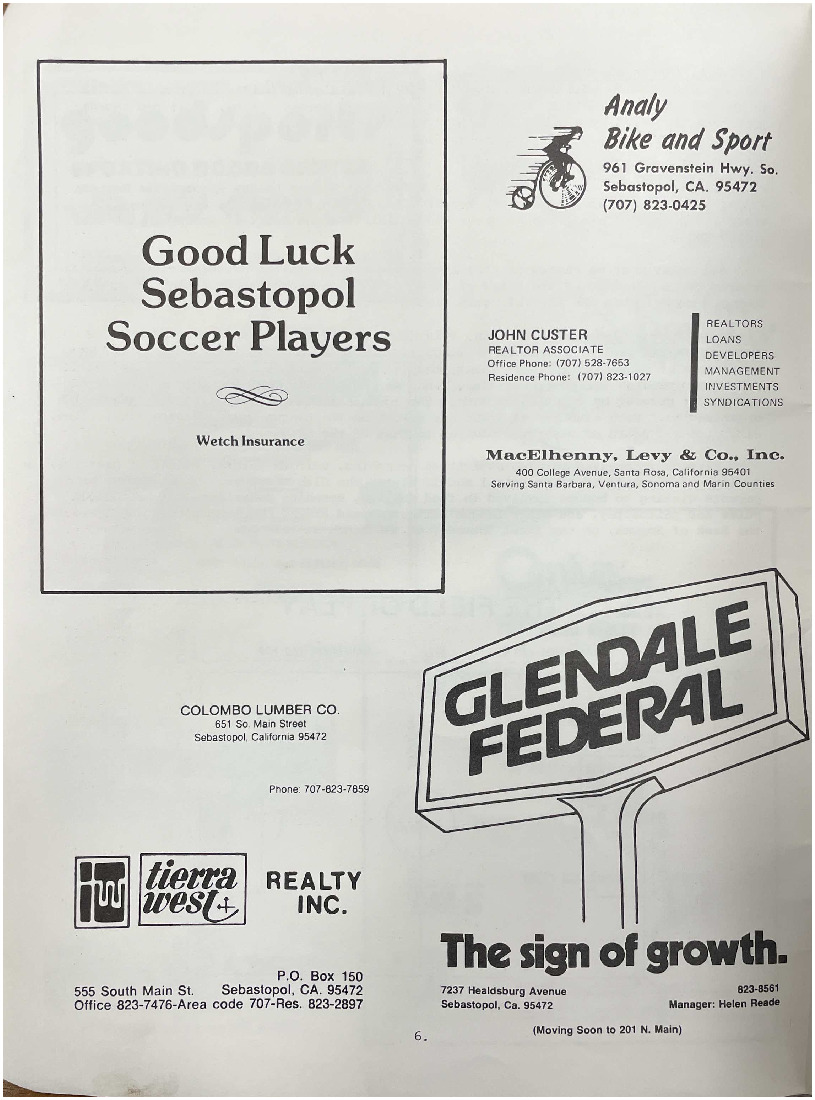 Good Luck
Sebastopol
Soccer Players
Wetch Insurance
Analy
Bike and Sport
961 Gravenstein Hwy. So.
Sebastopol, CA. 95472
(707) 823-0425
JOHN CUSTER
REALTOR ASSOCIATE
Office Phone: (707) 528-7653
Residence Phone: (707) 823-1027
REALTORS
LOANS
DEVELOPERS
MANAGEMENT
INVESTMENTS
SYNDICATIONS
MacElhenny, Levy & Co., Inc.
400 College Avenue, Santa Rosa, California 95401
Serving Santa Barbara, Ventura, Sonoma and Marin Counties
COLOMBO LUMBER CO.
651 So. Main Street
Sebastopol, California 95472
Phone: 707-823-7859
tierra
west
REALTY
INC.
P.O. Box 150
555 South Main St. Sebastopol, CA. 95472
Office 823-7476-Area code 707-Res. 823-2897
GLENDALE
FEDERAL
The sign of growth.
7237 Healdsburg Avenue 823-8561
Sebastopol, Ca. 95472 Manager: Helen Reade
(Moving Soon to 201 N. Main)
6.